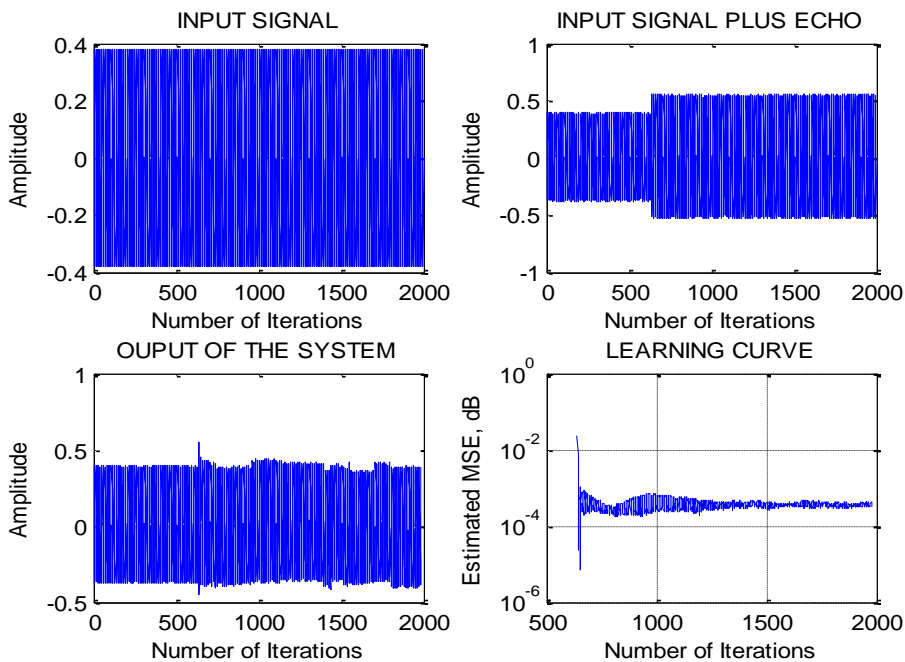 INPUT SIGNAL
0.4
0.2
0
-0.2
-0.4
Amplitude
0 500 1000 1500 2000
Number of Iterations
INPUT SIGNAL PLUS ECHO
1
0.5
0
-0.5
-1
Amplitude
0 500 1000 1500 2000
Number of Iterations
OUPUT OF THE SYSTEM
1
0.5
0
-0.5
Amplitude
0 500 1000 1500 2000
Number of Iterations
LEARNING CURVE
10^0
10^-2
10^-4
10^-6
Estimated MSE, dB
500 1000 1500 2000
Number of Iterations